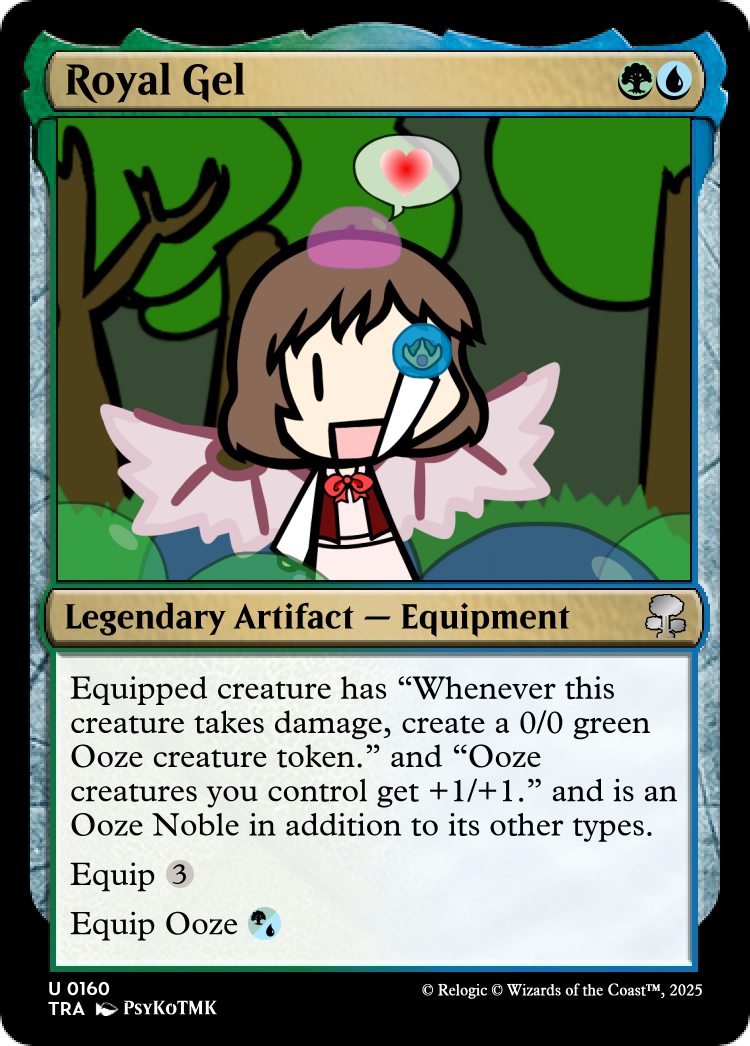 Royal Gel
Legendary Artifact — Equipment
Equipped creature has “Whenever this
creature takes damage, create a 0/0 green
Ooze creature token.” and “Ooze
creatures you control get +1/+1.” and is an
Ooze Noble in addition to its other types.
Equip 3
Equip Ooze
U 0160
TRA PsyKoTMK
© Relogic © Wizards of the Coast™, 2025